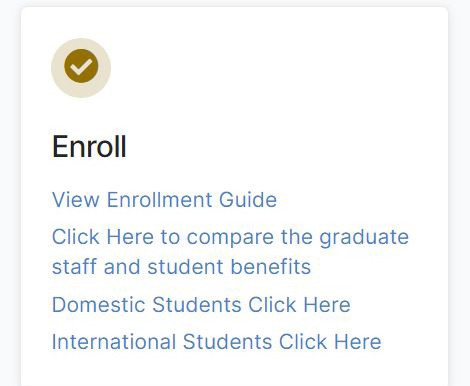 Enroll
View Enrollment Guide
Click Here to compare the graduate
staff and student benefits
Domestic Students Click Here
International Students Click Here